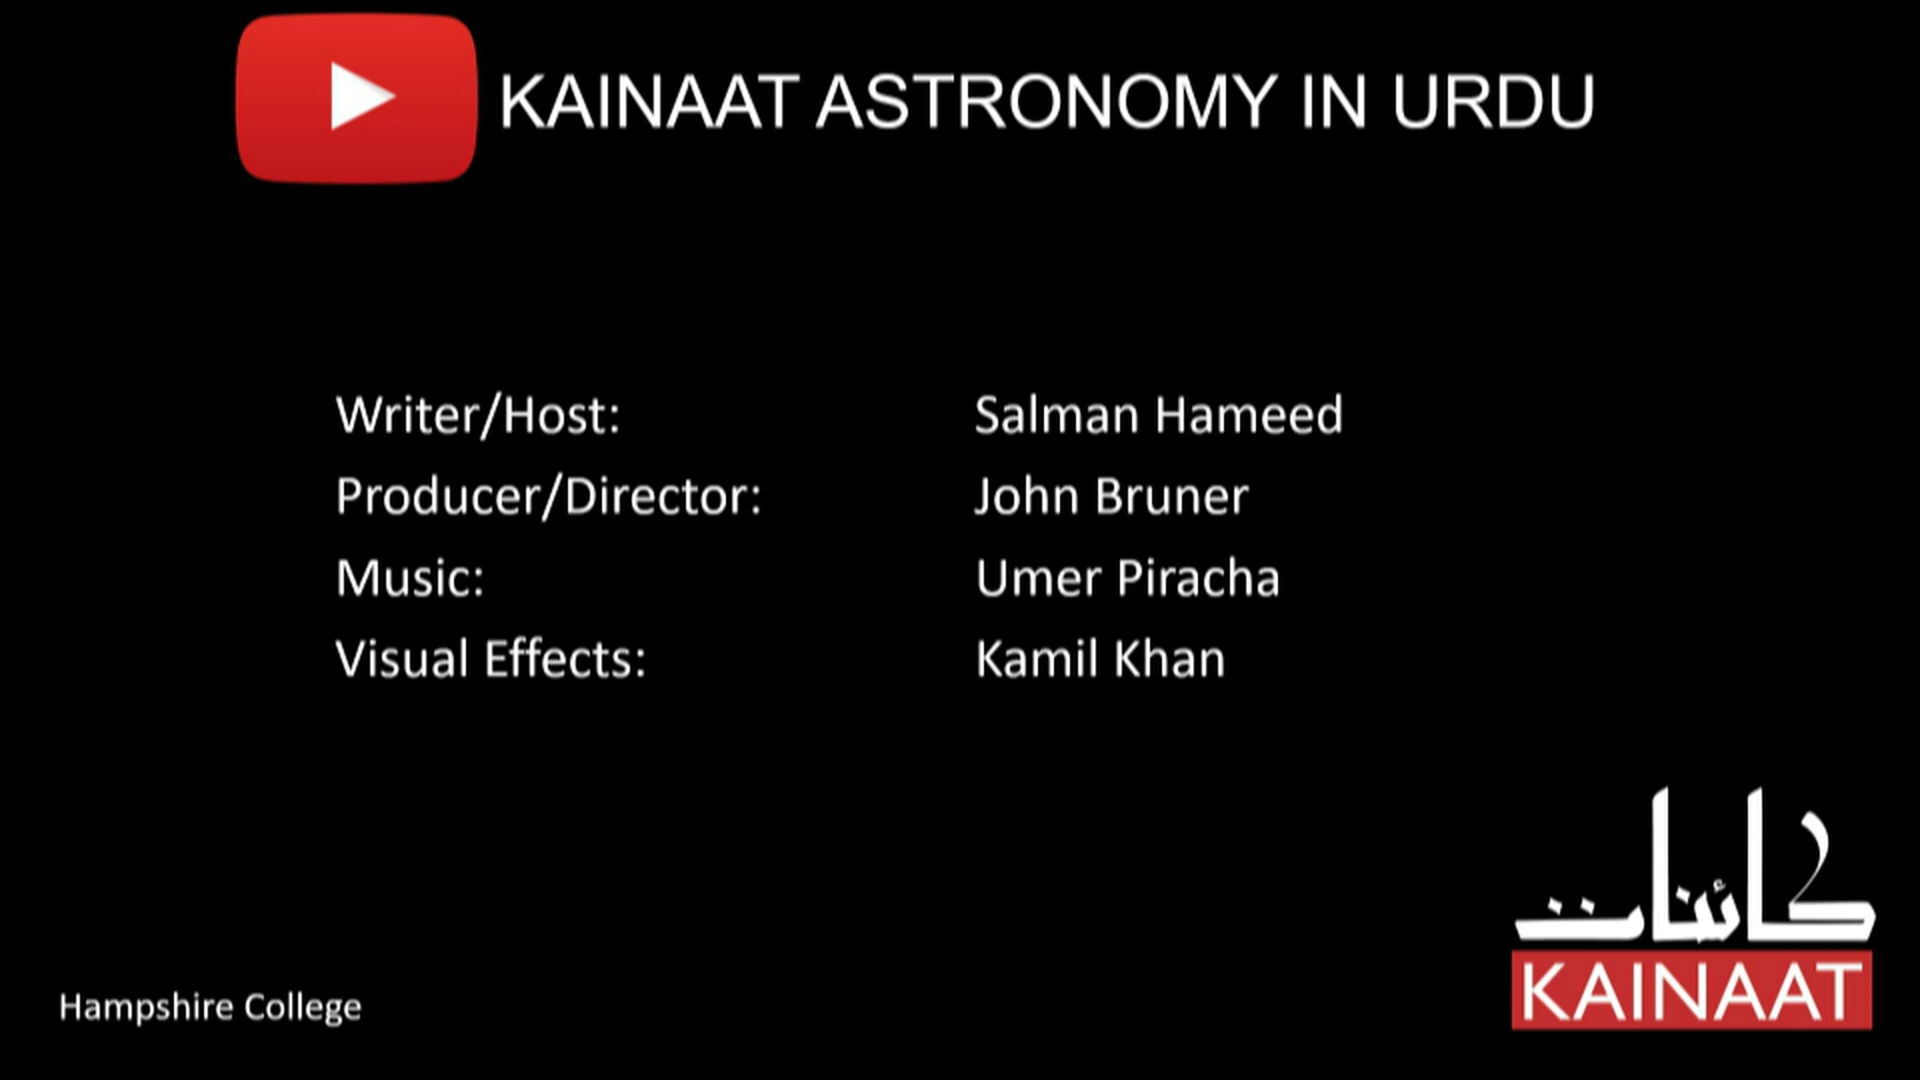 KAINAAT ASTRONOMY IN URDU
Writer/Host: Salman Hameed
Producer/Director: John Bruner
Music: Umer Piracha
Visual Effects: Kamil Khan
کائنات
KAINAAT
Hampshire College